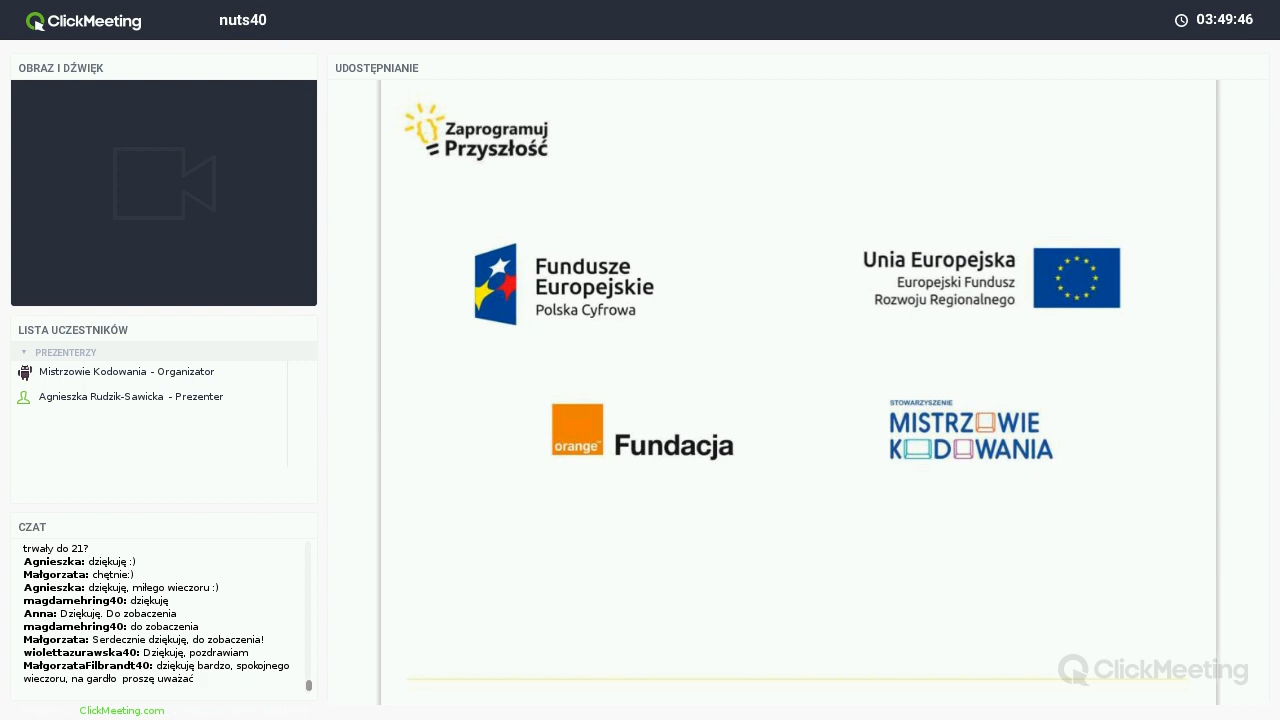 ClickMeeting
nuts40
03:49:46
OBRAZ I DŹWIĘK
LISTA UCZESTNIKÓW
PREZENTERZY
Mistrzowie Kodowania - Organizator
Agnieszka Rudzik-Sawicka - Prezenter
CZAT
trwały do 21?
Agnieszka: dziękuję :)
Małgorzata: chętnie:)
Agnieszka: dziękuję, miłego wieczoru :)
magdamehring40: dziękuję
Anna: Dziękuję. Do zobaczenia
magdamehring40: do zobaczenia
Małgorzata: Serdecznie dziękuję, do zobaczenia!
wiolettazurawska40: Dziękuję, pozdrawiam
MałgorzataFilbrandt40: dziękuję bardzo, spokojnego
wieczoru, na gardło proszę uważać
ClickMeeting.com
UDOSTĘPNIANIE
Zaprogramuj
Przyszłość
Fundusze
Europejskie
Polska Cyfrowa
Unia Europejska
Europejski Fundusz
Rozwoju Regionalnego
orange™
Fundacja
STOWARZYSZENIE
MISTRZOWIE
KODOWANIA
ClickMeeting